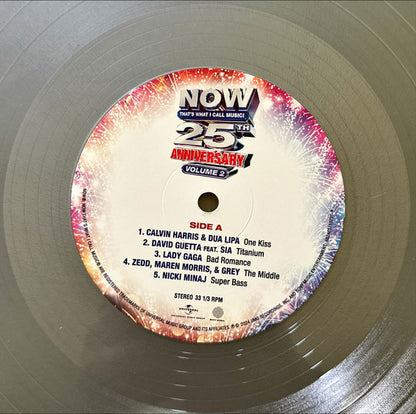 NOW
THAT'S WHAT I CALL MUSIC!
25TH
ANNIVERSARY
VOLUME 2
SIDE A
1. CALVIN HARRIS & DUA LIPA One Kiss
2. DAVID GUETTA FEAT. SIA Titanium
3. LADY GAGA Bad Romance
4. ZEDD, MAREN MORRIS, & GREY The Middle
5. NICKI MINAJ Super Bass
STEREO 33 1/3 RPM
UNIVERSAL